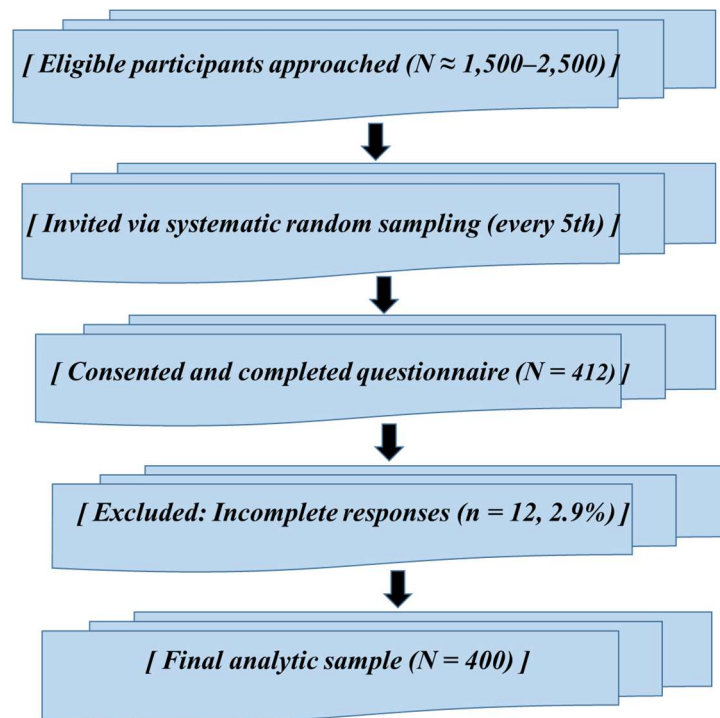 [ Eligible participants approached (N ≈ 1,500–2,500) ]
[ Invited via systematic random sampling (every 5th) ]
[ Consented and completed questionnaire (N = 412) ]
[ Excluded: Incomplete responses (n = 12, 2.9%) ]
[ Final analytic sample (N = 400) ]